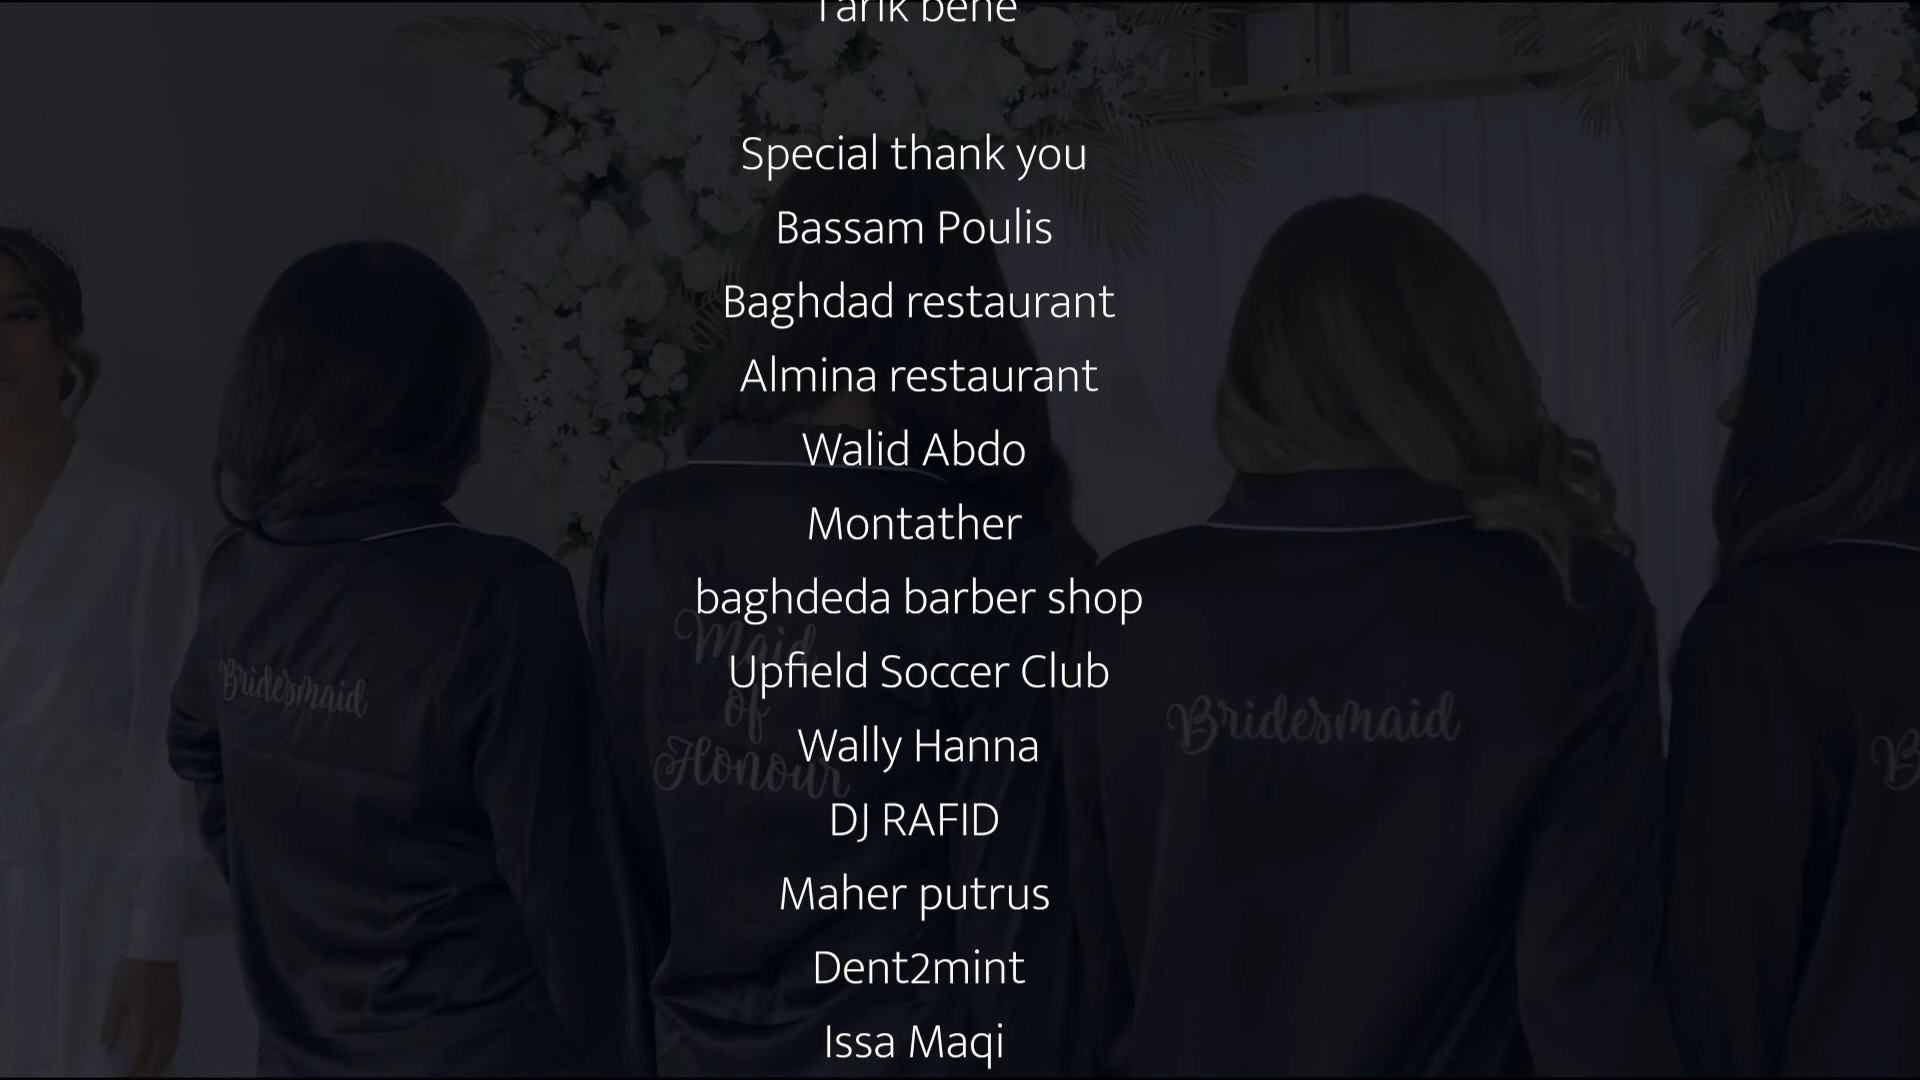 Tarik bene
Special thank you
Bassam Poulis
Baghdad restaurant
Almina restaurant
Walid Abdo
Montather
baghdeda barber shop
Upfield Soccer Club
Wally Hanna
DJ RAFID
Maher putrus
Dent2mint
Issa Maqi
Bridesmaid
Maid
of
Honour
Bridesmaid